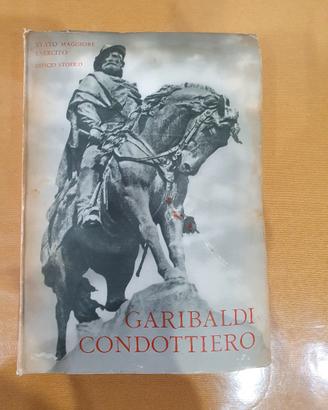 STATO MAGGIORE
ESERCITO
UFFICIO STORICO
GARIBALDI
CONDOTTIERO